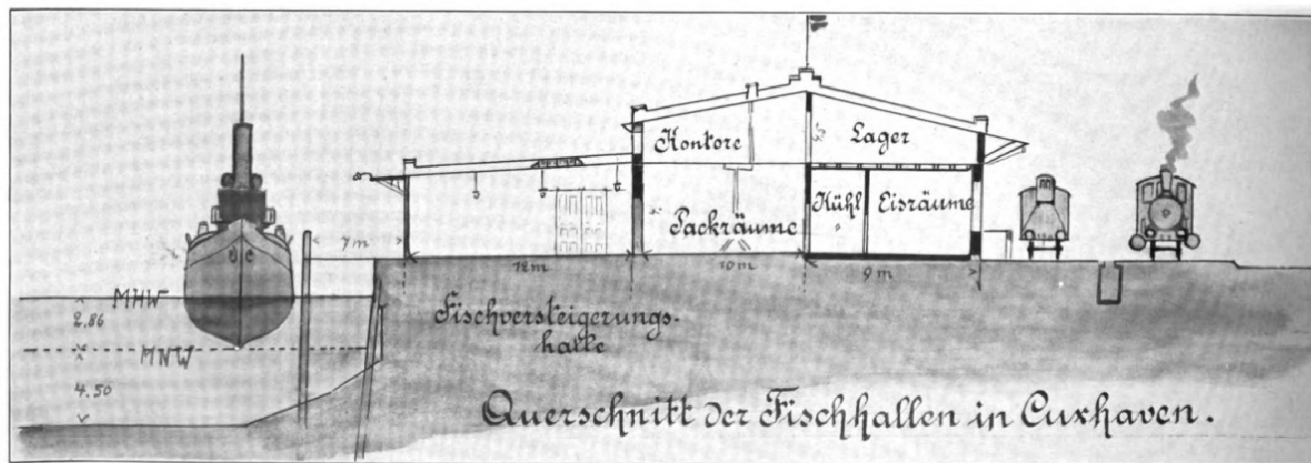 Kontore
Lager
Packräume
Kühl
Eisräume
7 m
12 m
10 m
9 m
MHW
2.86
MNW
4.50
Fischversteigerungs-
halle
Querschnitt der Fischhallen in Cuxhaven.